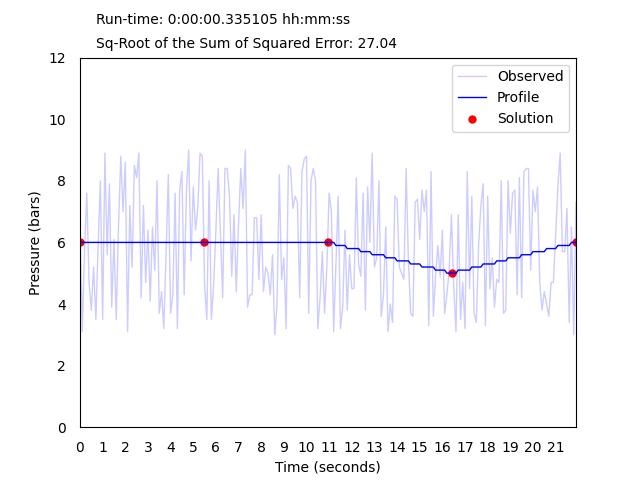 Run-time: 0:00:00.335105 hh:mm:ss
Sq-Root of the Sum of Squared Error: 27.04
12
10
8
6
4
2
0
Pressure (bars)
Observed
Profile
Solution
0 1 2 3 4 5 6 7 8 9 10 11 12 13 14 15 16 17 18 19 20 21
Time (seconds)